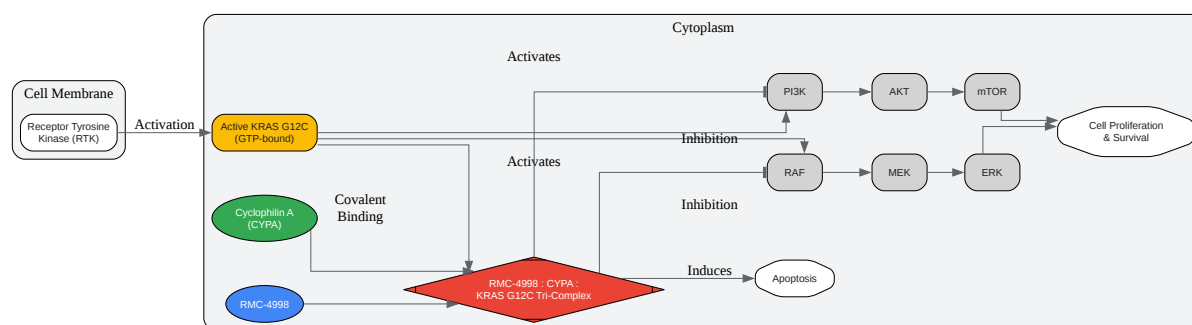 Cytoplasm
Activates
Cell Membrane
Receptor Tyrosine
Kinase (RTK)
Activation
Active KRAS G12C
(GTP-bound)
PI3K
AKT
mTOR
Cell Proliferation
& Survival
Inhibition
Activates
RAF
MEK
ERK
Cyclophilin A
(CYPA)
Covalent
Binding
Inhibition
RMC-4998 : CYPA :
KRAS G12C Tri-Complex
Induces
Apoptosis
RMC-4998